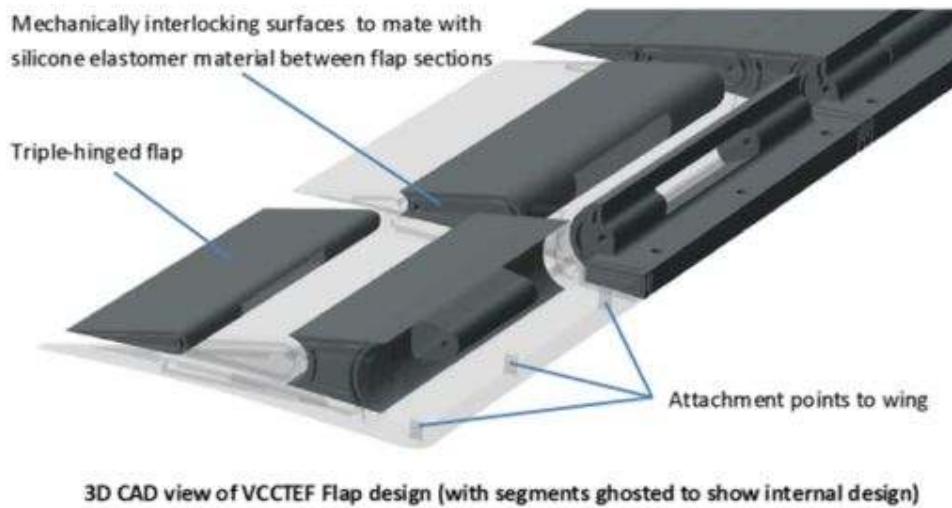 Mechanically interlocking surfaces to mate with
silicone elastomer material between flap sections
Triple-hinged flap
Attachment points to wing
3D CAD view of VCCTEF Flap design (with segments ghosted to show internal design)